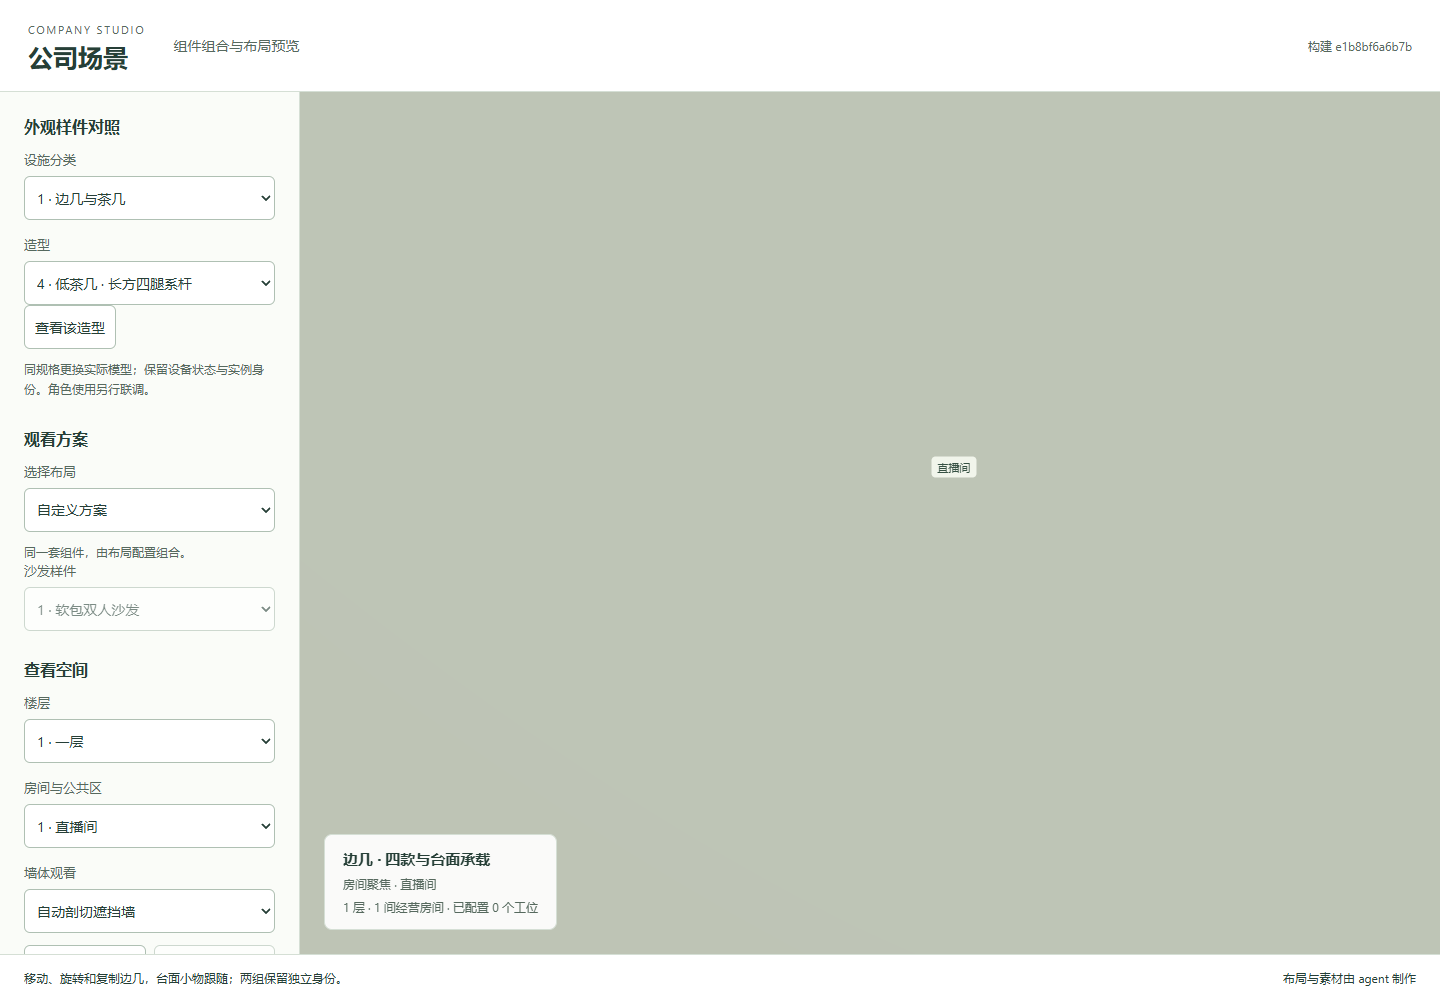 COMPANY STUDIO
公司场景
组件组合与布局预览
构建 e1b8bf6a6b7b
外观样件对照
设施分类
1 · 边几与茶几
造型
4 · 低茶几 · 长方四腿系杆
查看该造型
同规格更换实际模型；保留设备状态与实例身
份。角色使用另行联调。
观看方案
选择布局
自定义方案
同一套组件，由布局配置组合。
沙发样件
1 · 软包双人沙发
查看空间
楼层
1 · 一层
房间与公共区
1 · 直播间
墙体观看
自动剖切遮挡墙
直播间
边几 · 四款与台面承载
房间聚焦 · 直播间
1 层 · 1 间经营房间 · 已配置 0 个工位
移动、旋转和复制边几，台面小物跟随；两组保留独立身份。
布局与素材由 agent 制作